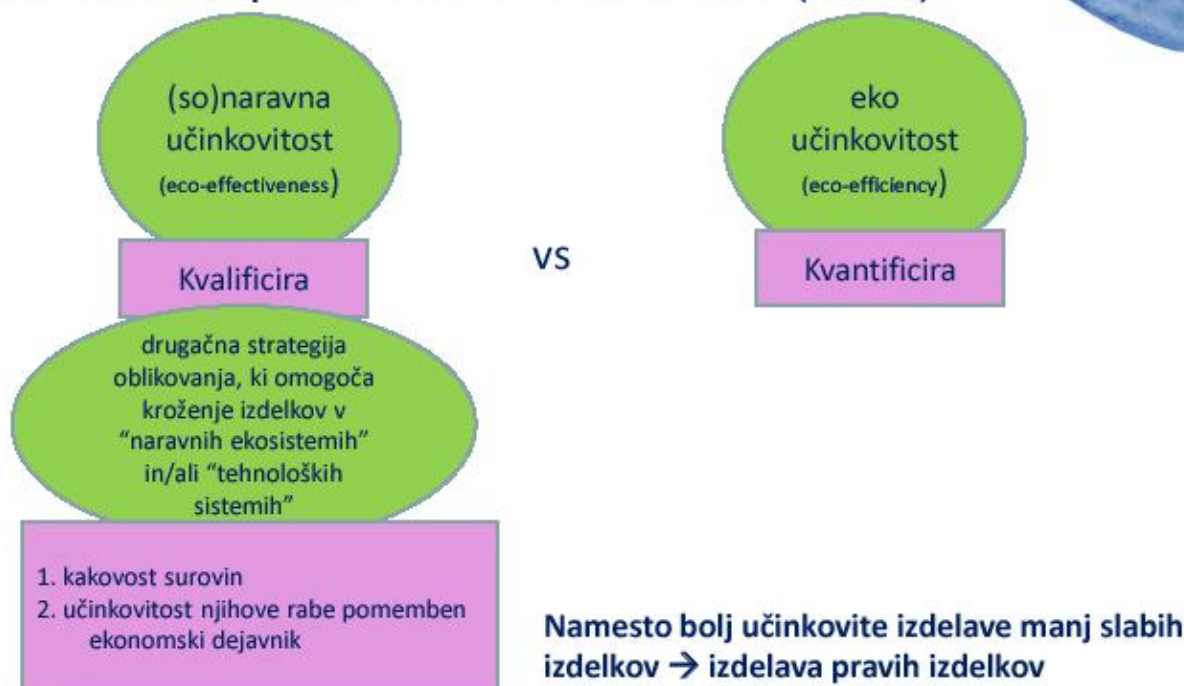 (so)naravna
učinkovitost
(eco-effectiveness)
Kvalificira
drugačna strategija
oblikovanja, ki omogoča
kroženje izdelkov v
“naravnih ekosistemih”
in/ali “tehnoloških
sistemih”
1. kakovost surovin
2. učinkovitost njihove rabe pomemben
ekonomski dejavnik
vs
eko
učinkovitost
(eco-efficiency)
Kvantificira
Namesto bolj učinkovite izdelave manj slabih
izdelkov → izdelava pravih izdelkov